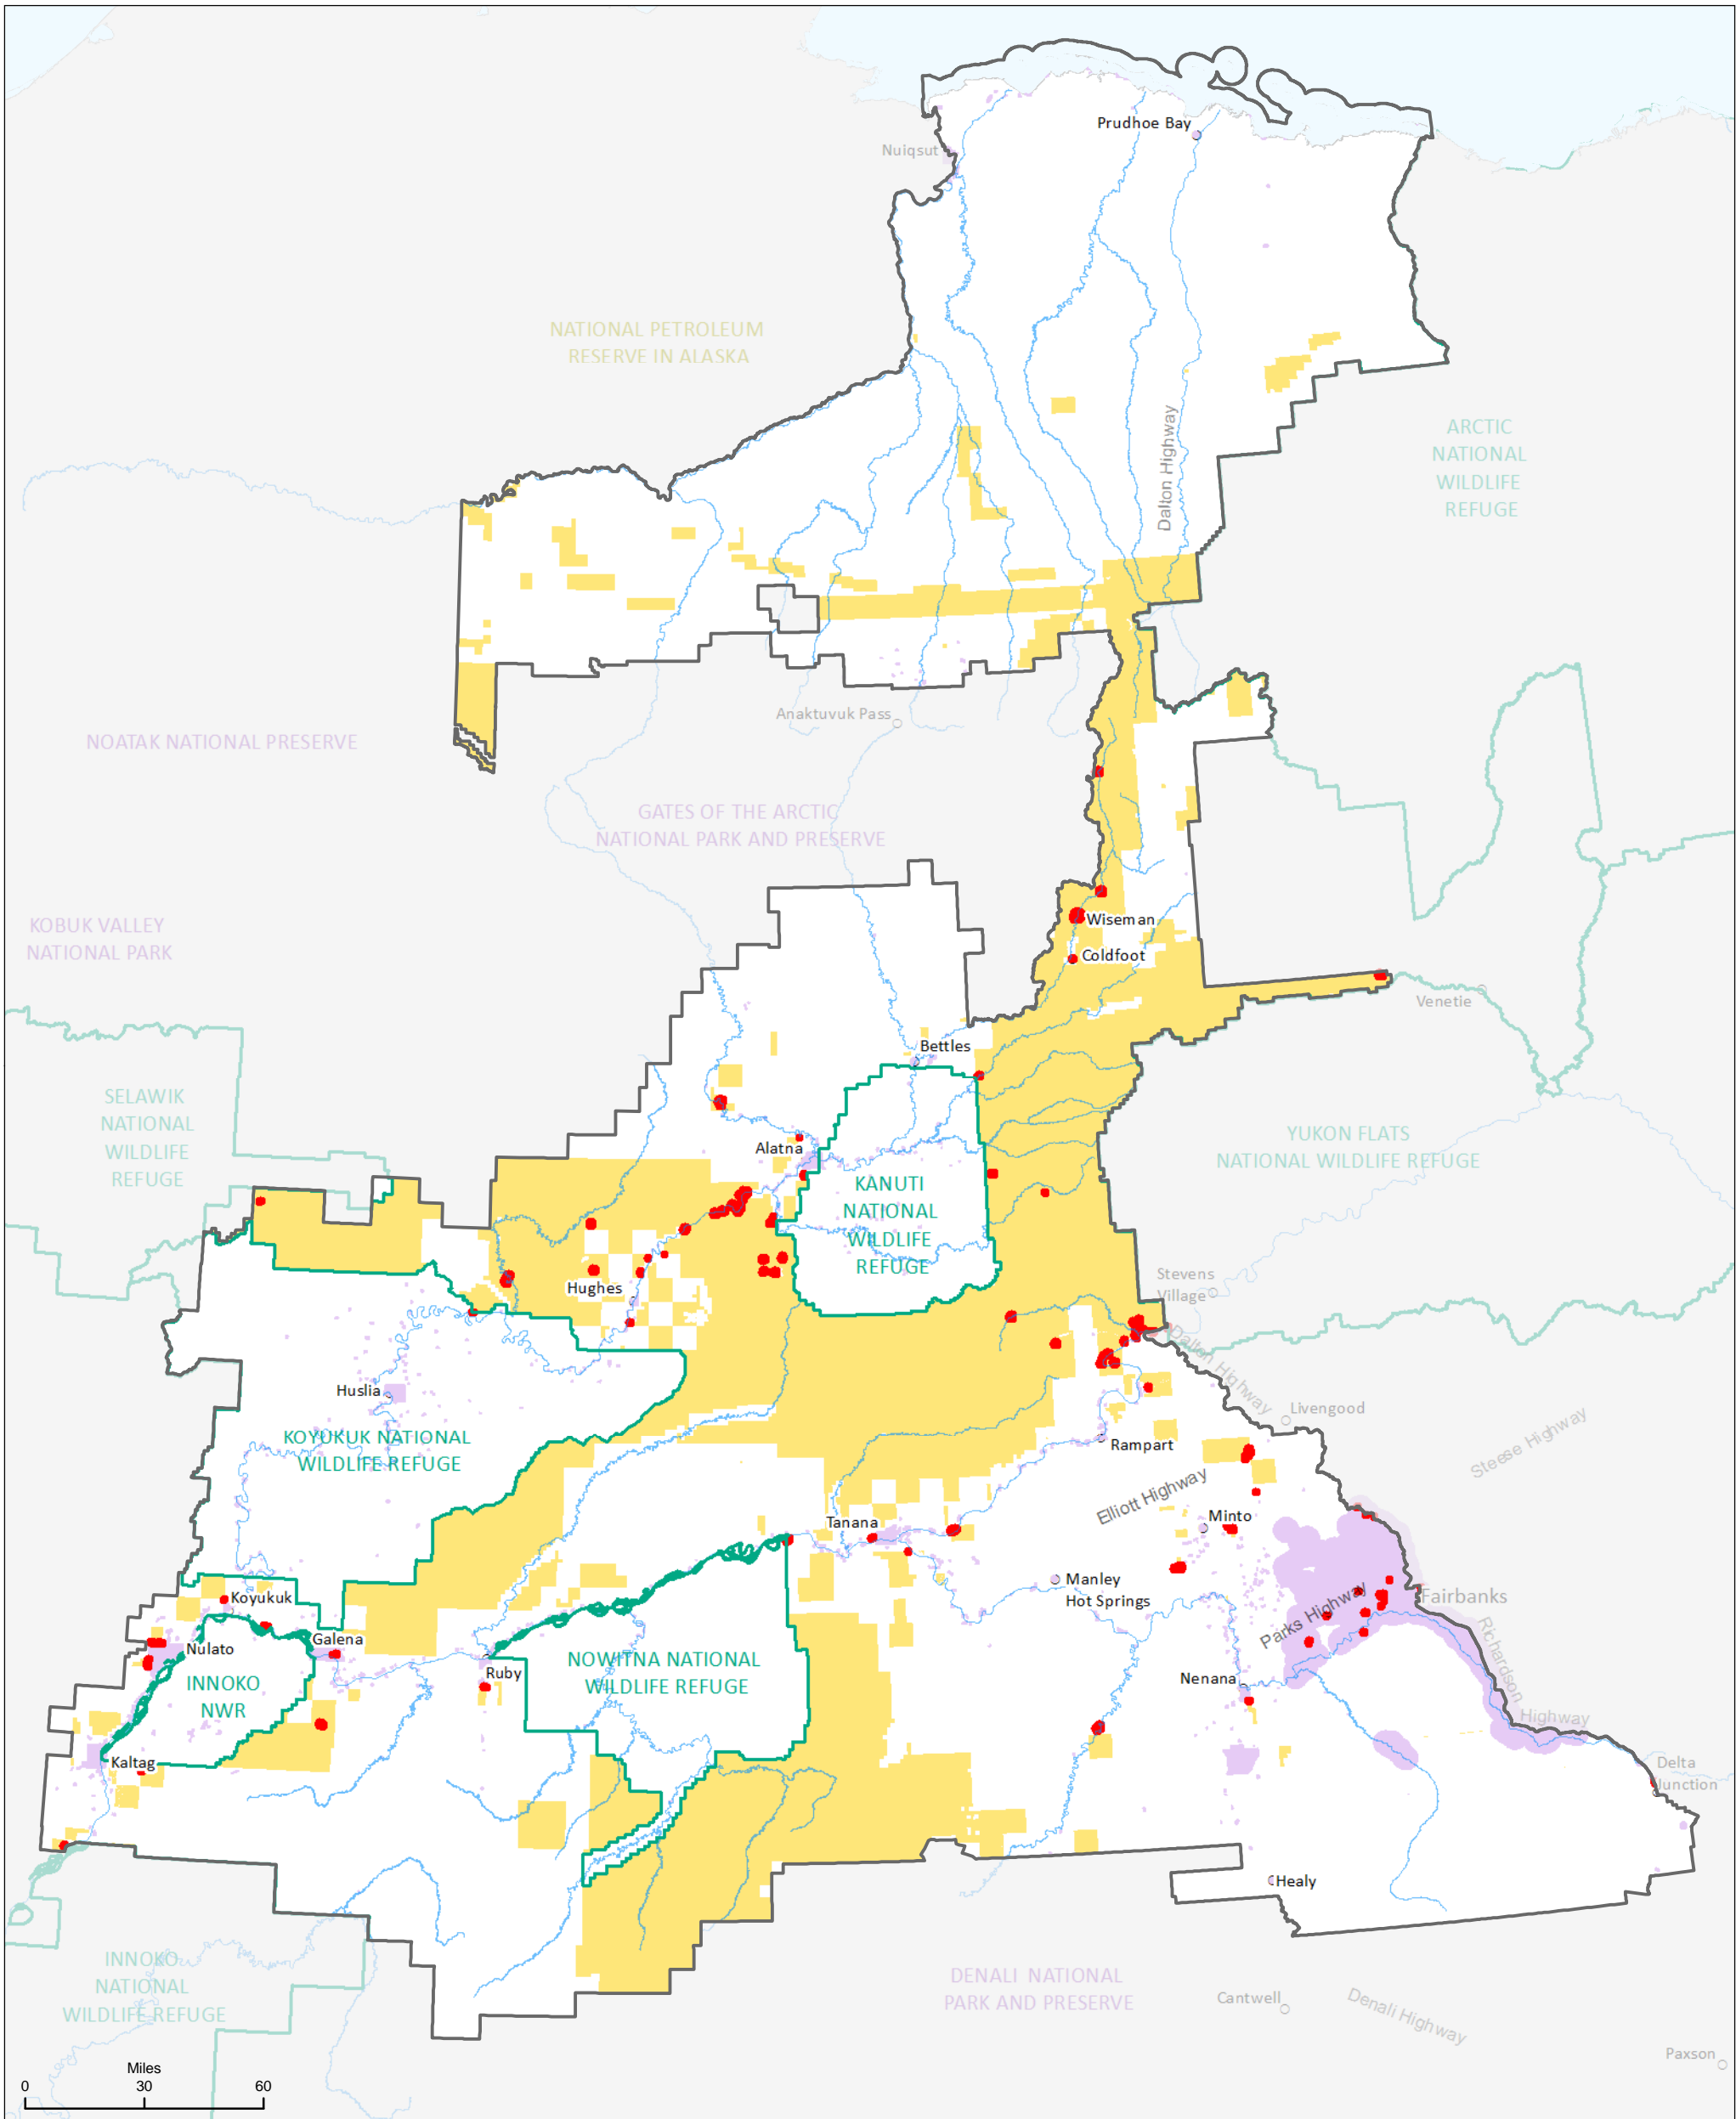 Prudhoe Bay
Nuiqsut
NATIONAL PETROLEUM
RESERVE IN ALASKA
Dalton Highway
ARCTIC
NATIONAL
WILDLIFE
REFUGE
Anaktuvuk Pass
NOATAK NATIONAL PRESERVE
GATES OF THE ARCTIC
NATIONAL PARK AND PRESERVE
KOBUK VALLEY
NATIONAL PARK
Wiseman
Coldfoot
Venetie
Bettles
SELAWIK
NATIONAL
WILDLIFE
REFUGE
YUKON FLATS
NATIONAL WILDLIFE REFUGE
Alatna
KANUTI
NATIONAL
WILDLIFE
REFUGE
Hughes
Stevens
Village
Dalton Highway
Huslia
Livengood
KOYUKUK NATIONAL
WILDLIFE REFUGE
Rampart
Steese Highway
Elliott Highway
Tanana
Minto
Manley
Hot Springs
Koyukuk
Fairbanks
Parks Highway
Nulato
Galena
Richardson
Highway
INNOKO
NWR
Ruby
NOWITNA NATIONAL
WILDLIFE REFUGE
Nenana
Kaltag
Delta
Junction
Healy
INNOKO
NATIONAL
WILDLIFE REFUGE
DENALI NATIONAL
PARK AND PRESERVE
Cantwell
Denali Highway
Paxson
Miles
0 30 60